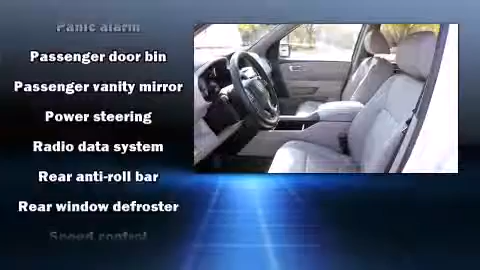 Panic alarm
Passenger door bin
Passenger vanity mirror
Power steering
Radio data system
Rear anti-roll bar
Rear window defroster
Speed control